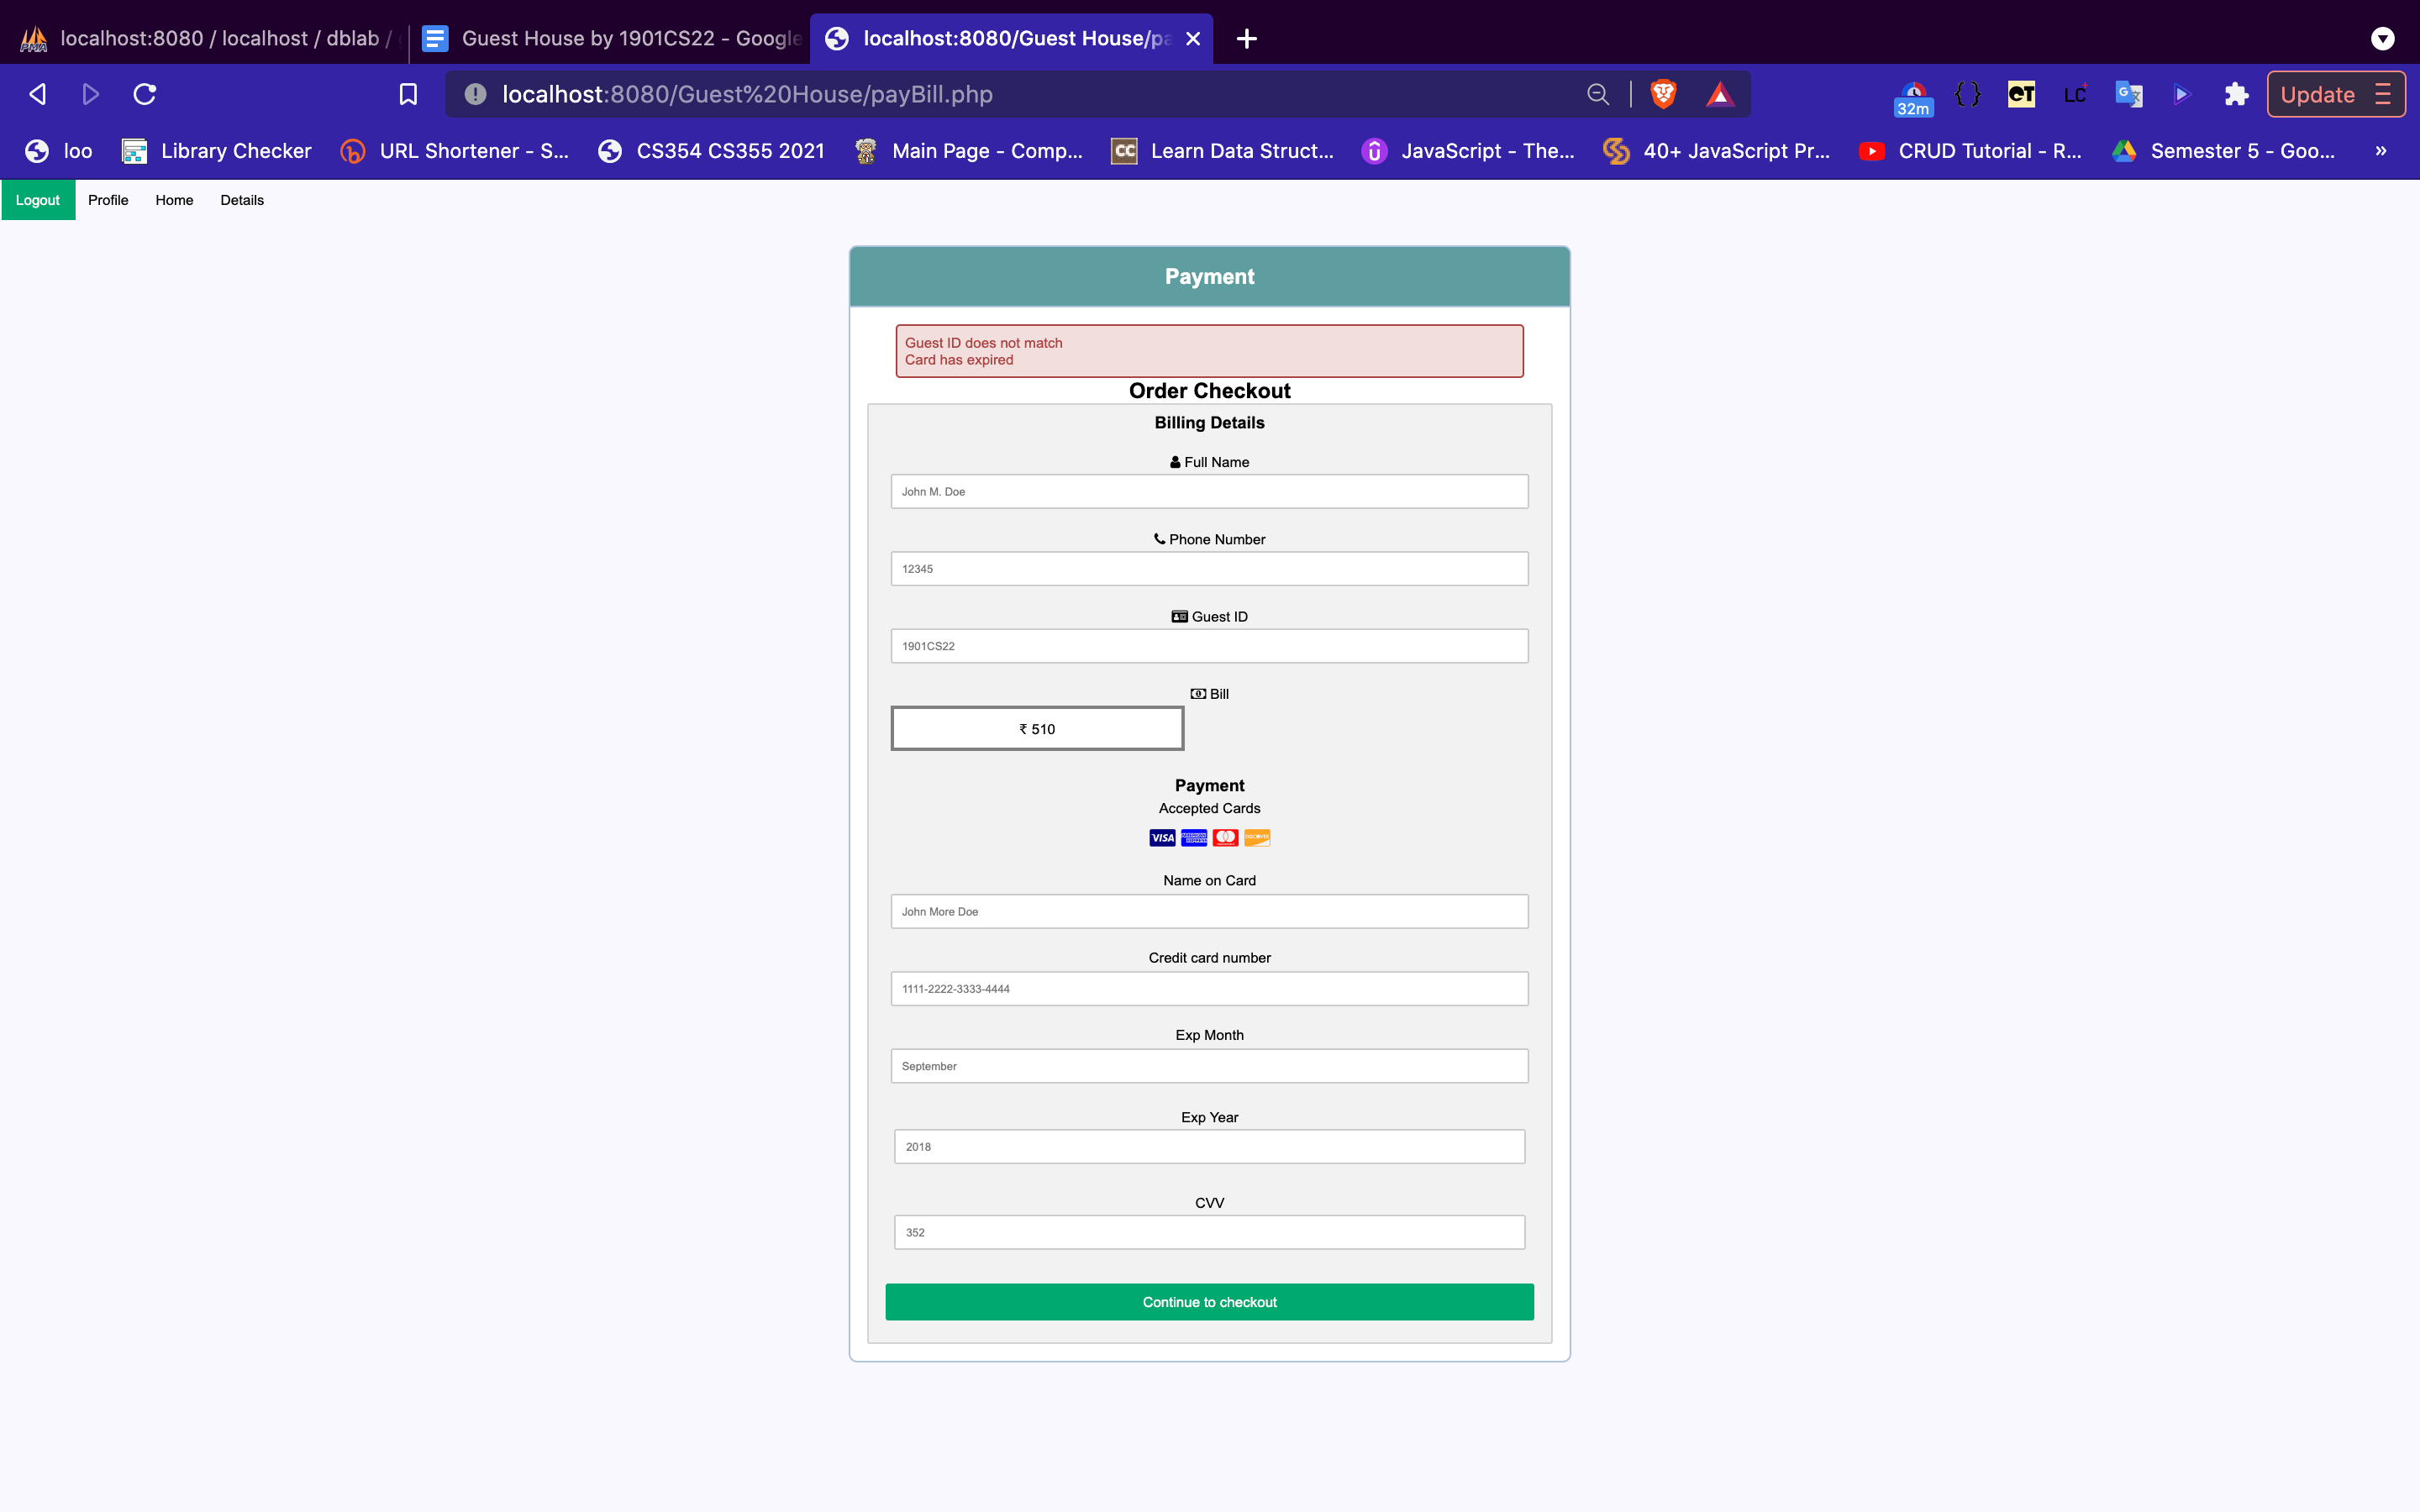 localhost:8080 / localhost / dblab /
Guest House by 1901CS22 - Google
localhost:8080/Guest House/pa
localhost:8080/Guest%20House/payBill.php
32m
{}
LC
Update
loo
Library Checker
URL Shortener - S...
CS354 CS355 2021
Main Page - Comp...
CC
Learn Data Struct...
JavaScript - The...
40+ JavaScript Pr...
CRUD Tutorial - R...
Semester 5 - Goo...
»
Logout
Profile
Home
Details
Payment
Guest ID does not match
Card has expired
Order Checkout
Billing Details
Full Name
John M. Doe
Phone Number
12345
Guest ID
1901CS22
Bill
₹ 510
Payment
Accepted Cards
VISA
Name on Card
John More Doe
Credit card number
1111-2222-3333-4444
Exp Month
September
Exp Year
2018
CVV
352
Continue to checkout